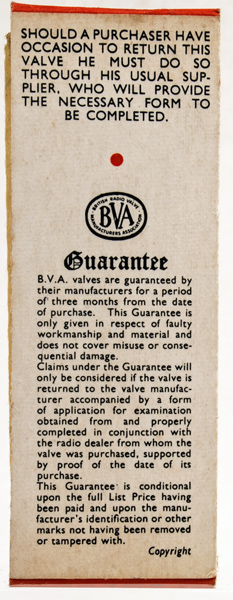 SHOULD A PURCHASER HAVE
OCCASION TO RETURN THIS
VALVE HE MUST DO SO
THROUGH HIS USUAL SUP-
PLIER, WHO WILL PROVIDE
THE NECESSARY FORM TO
BE COMPLETED.
BRITISH RADIO VALVE
BVA
MANUFACTURERS ASSOCIATION
Guarantee
B.V.A. valves are guaranteed by
their manufacturers for a period
of three months from the date
of purchase. This Guarantee is
only given in respect of faulty
workmanship and material and
does not cover misuse or conse-
quential damage.
Claims under the Guarantee will
only be considered if the valve is
returned to the valve manufac-
turer accompanied by a form
of application for examination
obtained from and properly
completed in conjunction with
the radio dealer from whom the
valve was purchased, supported
by proof of the date of its
purchase.
This Guarantee is conditional
upon the full List Price having
been paid and upon the manu-
facturer's identification or other
marks not having been removed
or tampered with.
Copyright